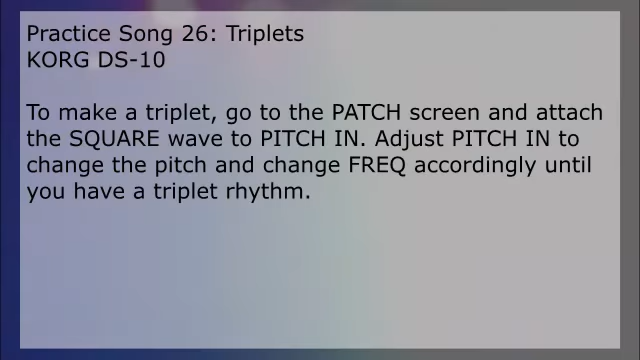 Practice Song 26: Triplets
KORG DS-10
To make a triplet, go to the PATCH screen and attach
the SQUARE wave to PITCH IN. Adjust PITCH IN to
change the pitch and change FREQ accordingly until
you have a triplet rhythm.